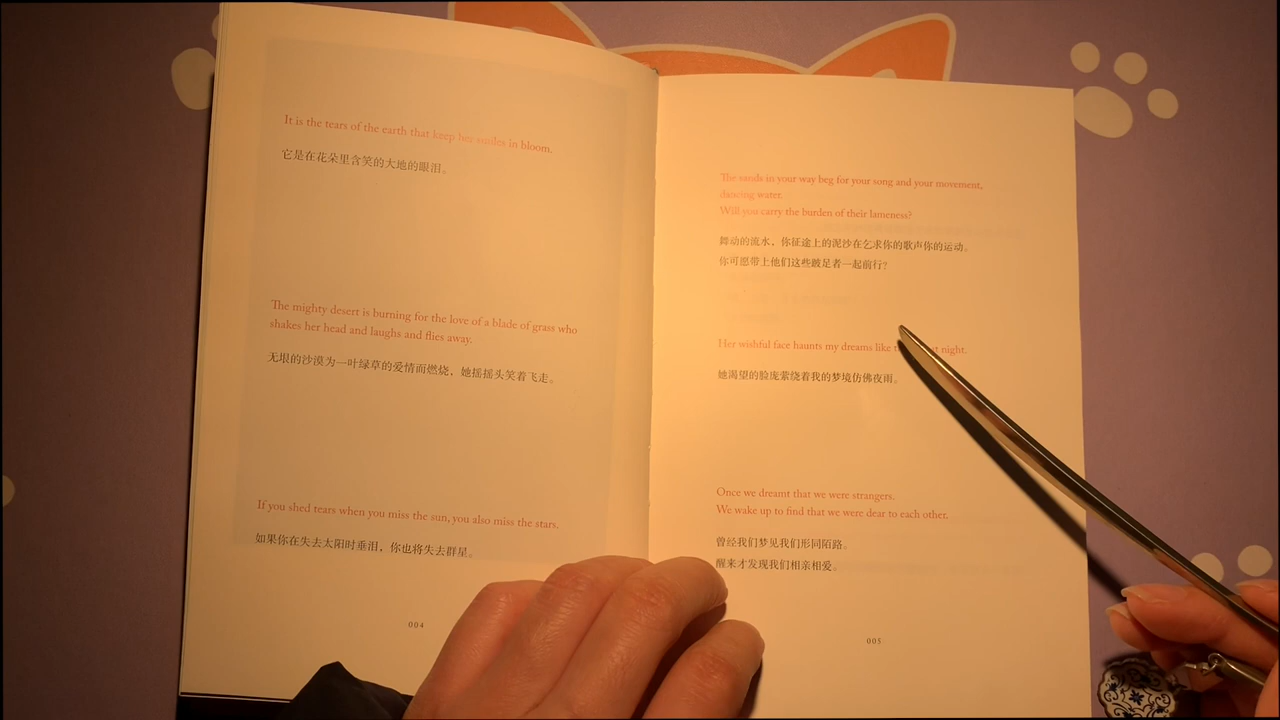 It is the tears of the earth that keep her smiles in bloom.
它是在花朵里含笑的大地的眼泪。
The mighty desert is burning for the love of a blade of grass who
shakes her head and laughs and flies away.
无垠的沙漠为一叶绿草的爱情而燃烧，她摇摇头笑着飞走。
If you shed tears when you miss the sun, you also miss the stars.
如果你在失去太阳时垂泪，你也将失去群星。
004
The sands in your way beg for your song and your movement,
dancing water.
Will you carry the burden of their lameness?
舞动的流水，你征途上的泥沙在乞求你的歌声你的运动。
你可愿带上他们这些跛足者一起前行？
Her wishful face haunts my dreams like at night.
她渴望的脸庞萦绕着我的梦境仿佛夜雨。
Once we dreamt that we were strangers.
We wake up to find that we were dear to each other.
曾经我们梦见我们形同陌路。
醒来才发现我们相亲相爱。
005